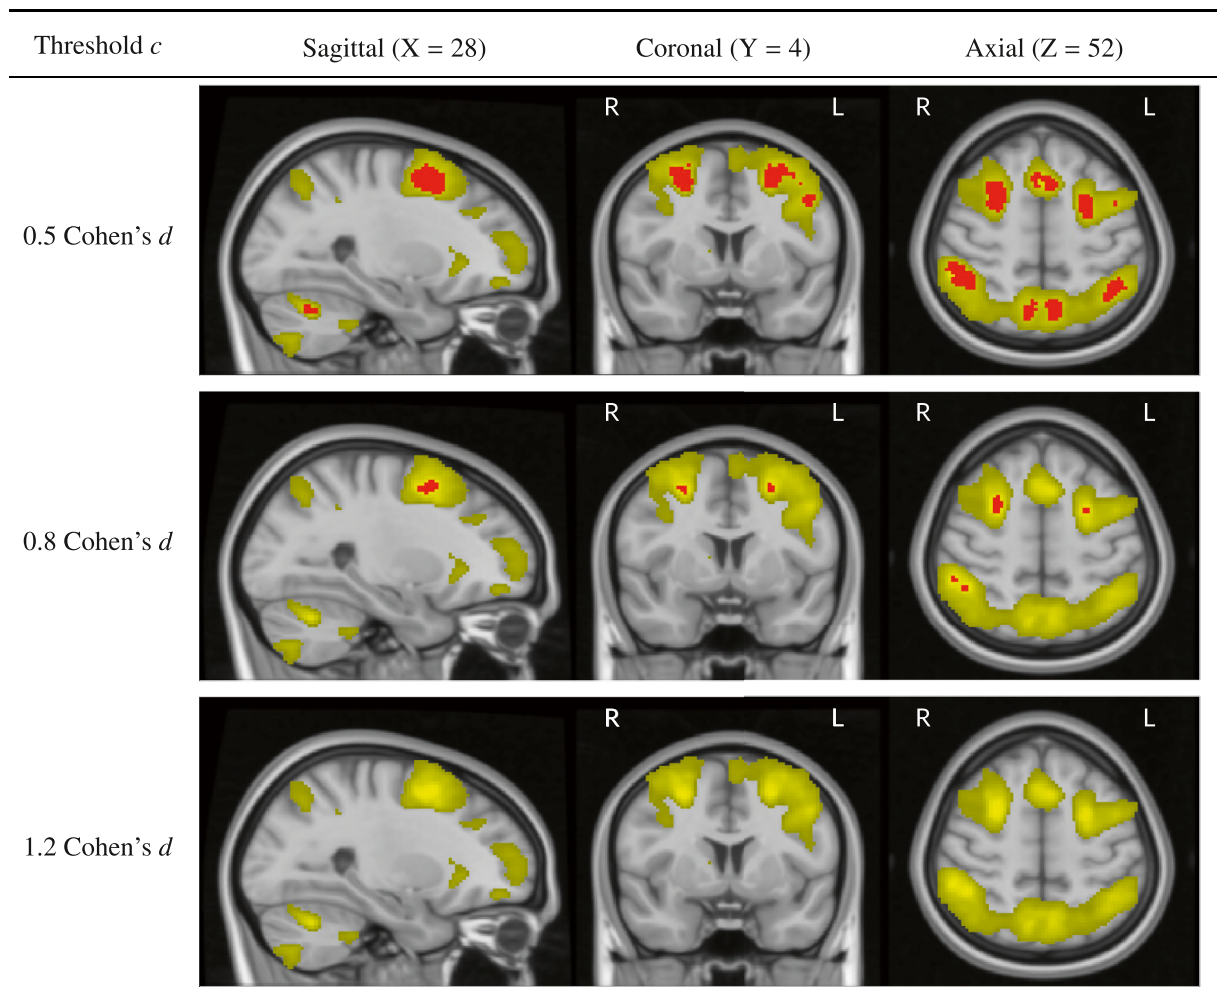 Threshold c Sagittal (X = 28) Coronal (Y = 4) Axial (Z = 52)
R L R L
0.5 Cohen's d
R L R L
0.8 Cohen's d
R L R L
1.2 Cohen's d